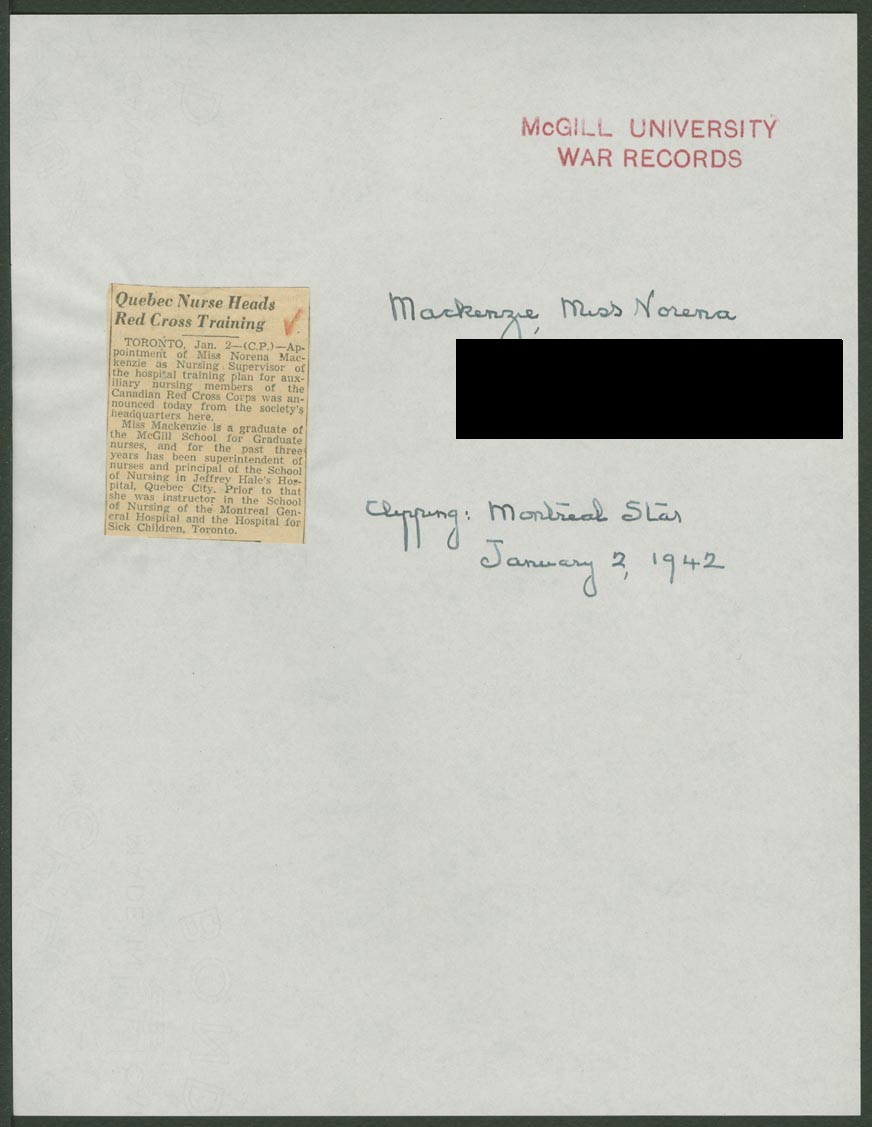 McGILL UNIVERSITY
WAR RECORDS
Mackenzie, Miss Norena
Quebec Nurse Heads
Red Cross Training
TORONTO, Jan. 2—(C.P.)—Ap-
pointment of Miss Norena Mac-
kenzie as Nursing Supervisor of
the hospital training plan for aux-
iliary nursing members of the
Canadian Red Cross Corps was an-
nounced today from the society's
headquarters here.
Miss Mackenzie is a graduate of
the McGill School for Graduate
nurses, and for the past three
years has been superintendent of
nurses and principal of the School
of Nursing in Jeffrey Hale's Hos-
pital, Quebec City. Prior to that
she was instructor in the School
of Nursing of the Montreal Gen-
eral Hospital and the Hospital for
Sick Children, Toronto.
Clipping: Montreal Star
January 2, 1942